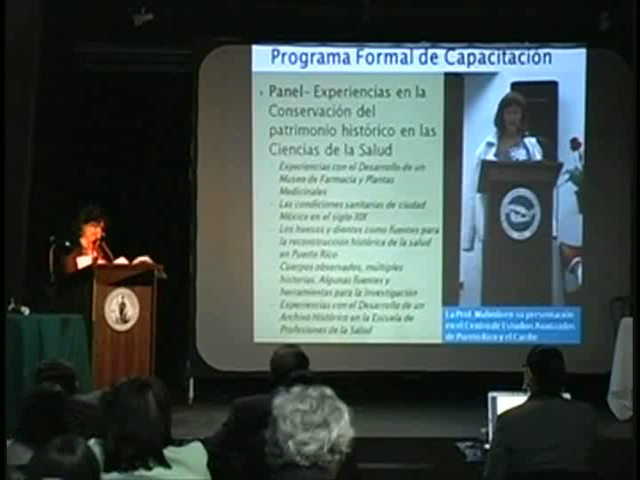 Programa Formal de Capacitación
Panel- Experiencias en la
Conservación del
patrimonio histórico en las
Ciencias de la Salud
Experiencias con el Desarrollo de un
Museo de Farmacia y Plantas
Medicinales
Las condiciones sanitarias de ciudad
México en el siglo XIX
Los huesos y dientes como fuentes para
la reconstrucción histórica de la salud
en Puerto Rico
Cuerpos observados, múltiples
historias. Algunas fuentes y
herramientas para la investigación
Experiencias con el Desarrollo de un
Archivo Histórico en la Escuela de
Profesiones de la Salud
La Prof. en su presentación
en el Centro de Estudios Avanzados
de Puerto Rico y el Caribe